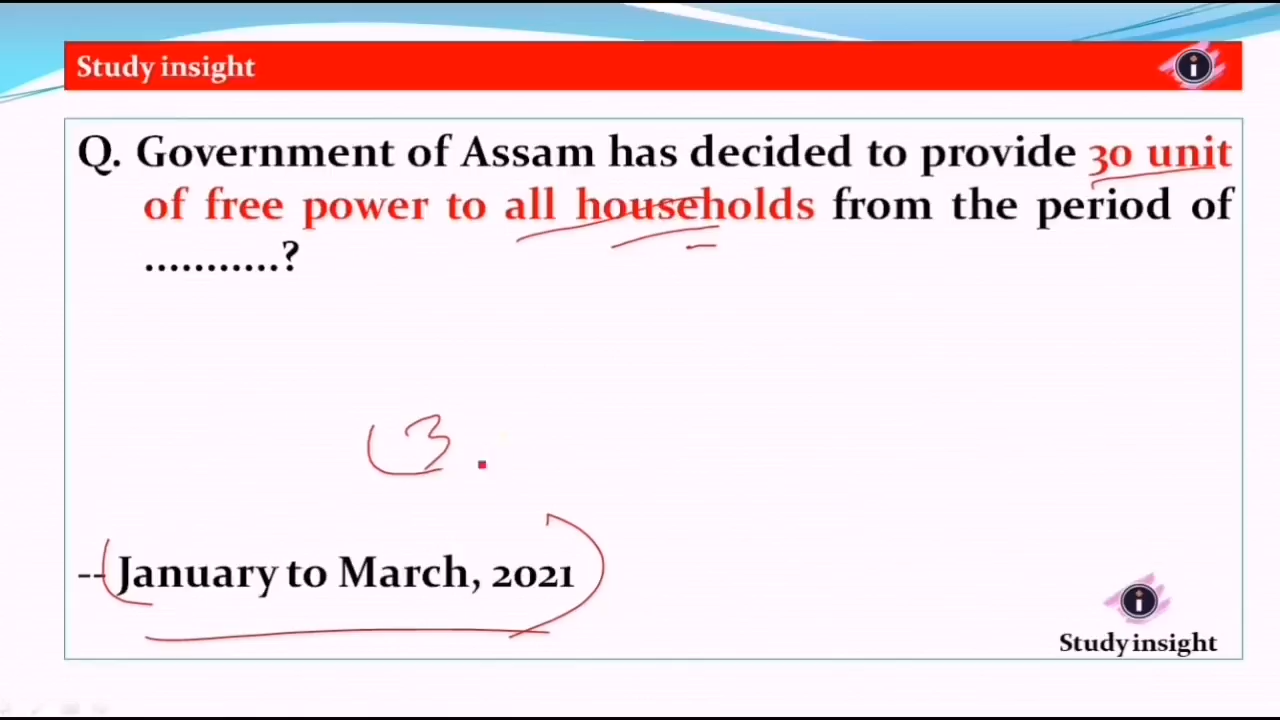 Study insight
Q. Government of Assam has decided to provide 30 unit
of free power to all households from the period of
...........?
3
-- January to March, 2021
Study insight